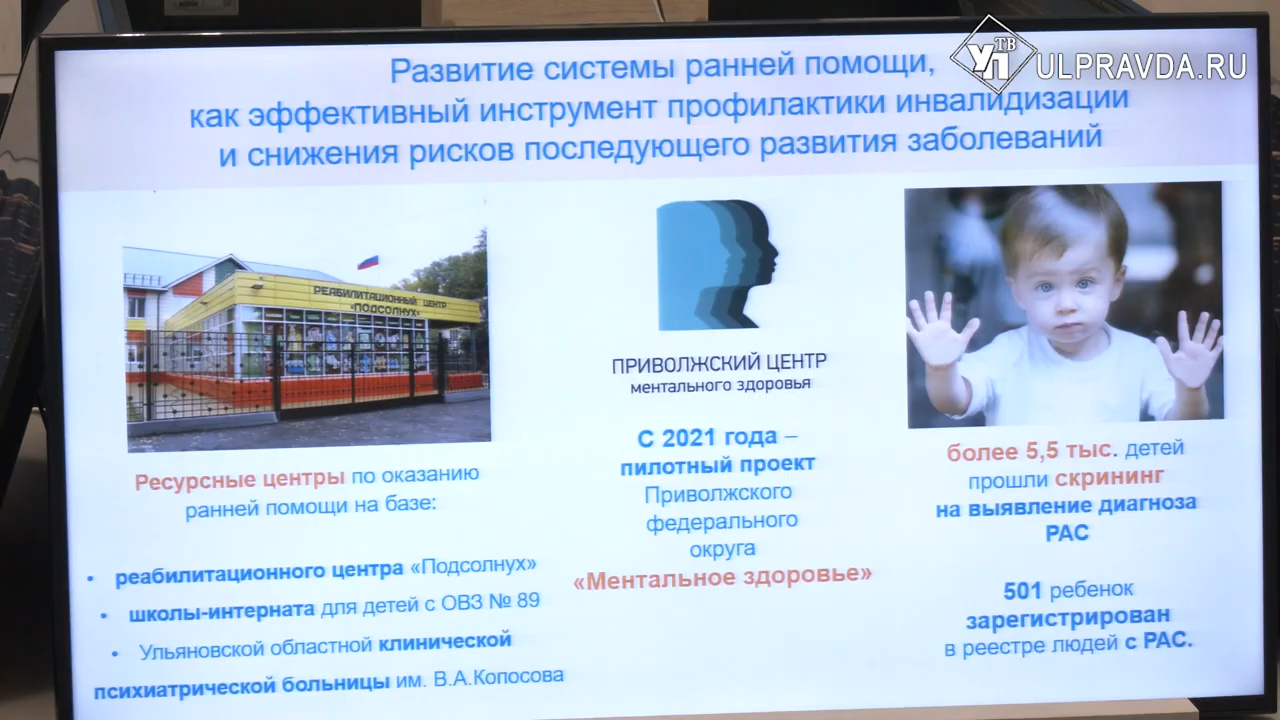 УП ТВ ULPRAVDA.RU
Развитие системы ранней помощи,
как эффективный инструмент профилактики инвалидизации
и снижения рисков последующего развития заболеваний
РЕАБИЛИТАЦИОННЫЙ ЦЕНТР
«ПОДСОЛНУХ»
Ресурсные центры по оказанию
ранней помощи на базе:
• реабилитационного центра «Подсолнух»
• школы-интерната для детей с ОВЗ № 89
• Ульяновской областной клинической
психиатрической больницы им. В.А.Копосова
ПРИВОЛЖСКИЙ ЦЕНТР
ментального здоровья
С 2021 года –
пилотный проект
Приволжского
федерального
округа
«Ментальное здоровье»
более 5,5 тыс. детей
прошли скрининг
на выявление диагноза
РАС
501 ребенок
зарегистрирован
в реестре людей с РАС.